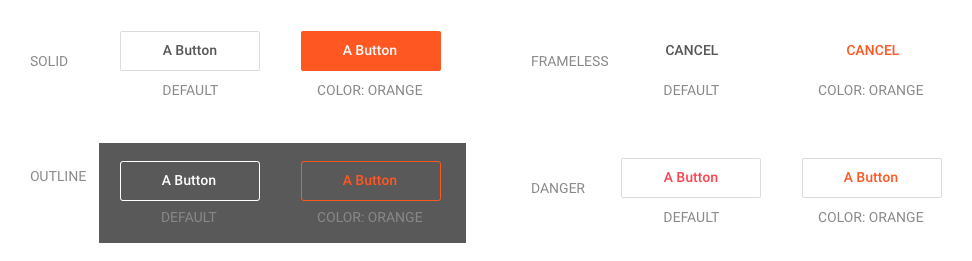 SOLID
A Button
A Button
DEFAULT
COLOR: ORANGE
FRAMELESS
CANCEL
CANCEL
DEFAULT
COLOR: ORANGE
OUTLINE
A Button
A Button
DEFAULT
COLOR: ORANGE
DANGER
A Button
A Button
DEFAULT
COLOR: ORANGE